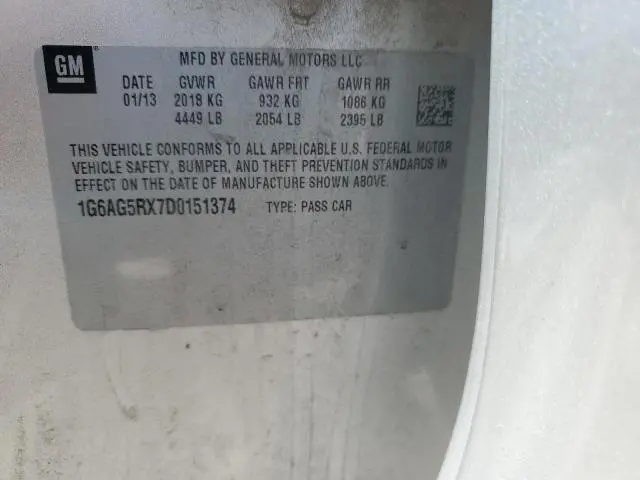 GM ®
MFD BY GENERAL MOTORS LLC
DATE GVWR GAWR FRT GAWR RR
01/13 2018 KG 932 KG 1086 KG
4449 LB 2054 LB 2395 LB
THIS VEHICLE CONFORMS TO ALL APPLICABLE U.S. FEDERAL MOTOR
VEHICLE SAFETY, BUMPER, AND THEFT PREVENTION STANDARDS IN
EFFECT ON THE DATE OF MANUFACTURE SHOWN ABOVE.
1G6AG5RX7D0151374 TYPE: PASS CAR